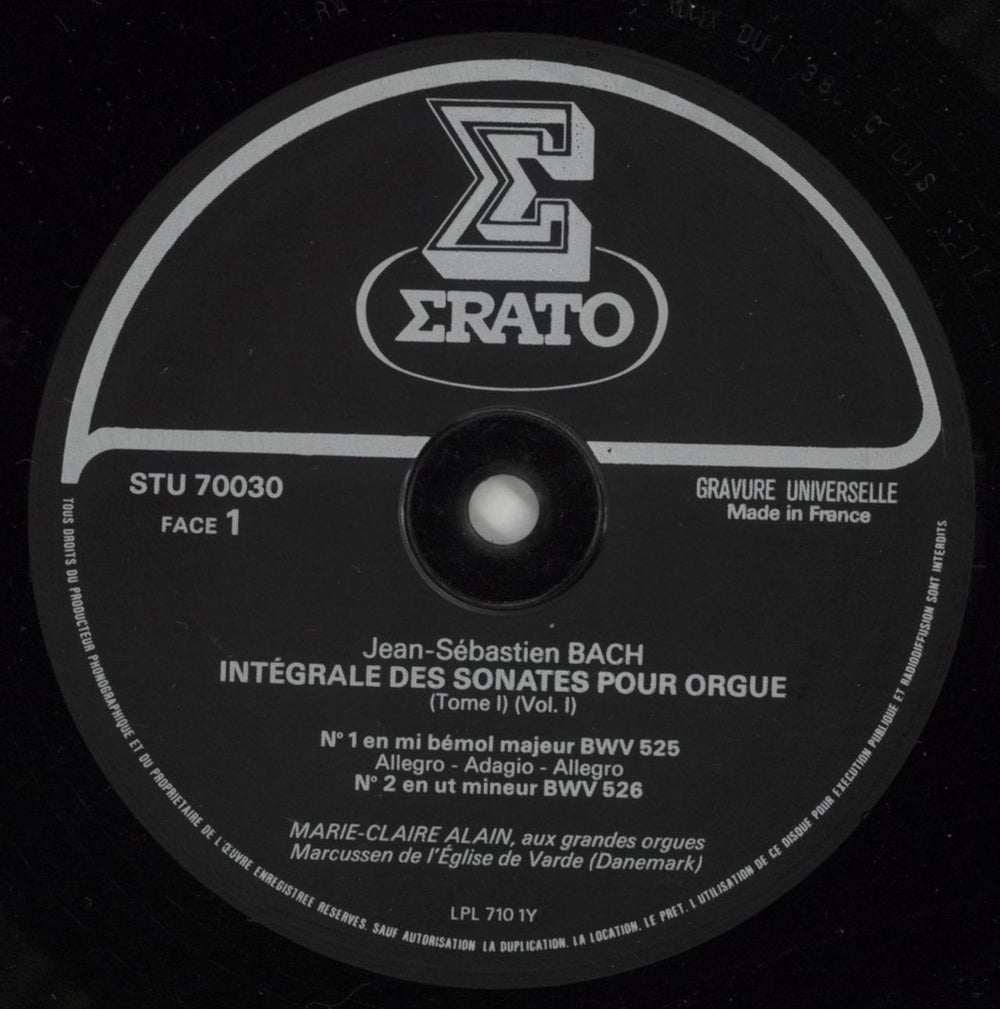 ΣRATO
STU 70030
FACE 1
GRAVURE UNIVERSELLE
Made in France
Jean-Sébastien BACH
INTÉGRALE DES SONATES POUR ORGUE
(Tome I) (Vol. I)
N° 1 en mi bémol majeur BWV 525
Allegro - Adagio - Allegro
N° 2 en ut mineur BWV 526
MARIE-CLAIRE ALAIN, aux grandes orgues
Marcussen de l'Église de Varde (Danemark)
LPL 710 1Y
TOUS DROITS DU PRODUCTEUR PHONOGRAPHIQUE ET DU PROPRIETAIRE DE L'ŒUVRE ENREGISTREE RESERVES. SAUF AUTORISATION LA DUPLICATION. LA LOCATION. LE PRET. L UTILISATION DE CE DISQUE POUR EXECUTION PUBLIQUE ET RADIODIFFUSION SONT INTERDITS